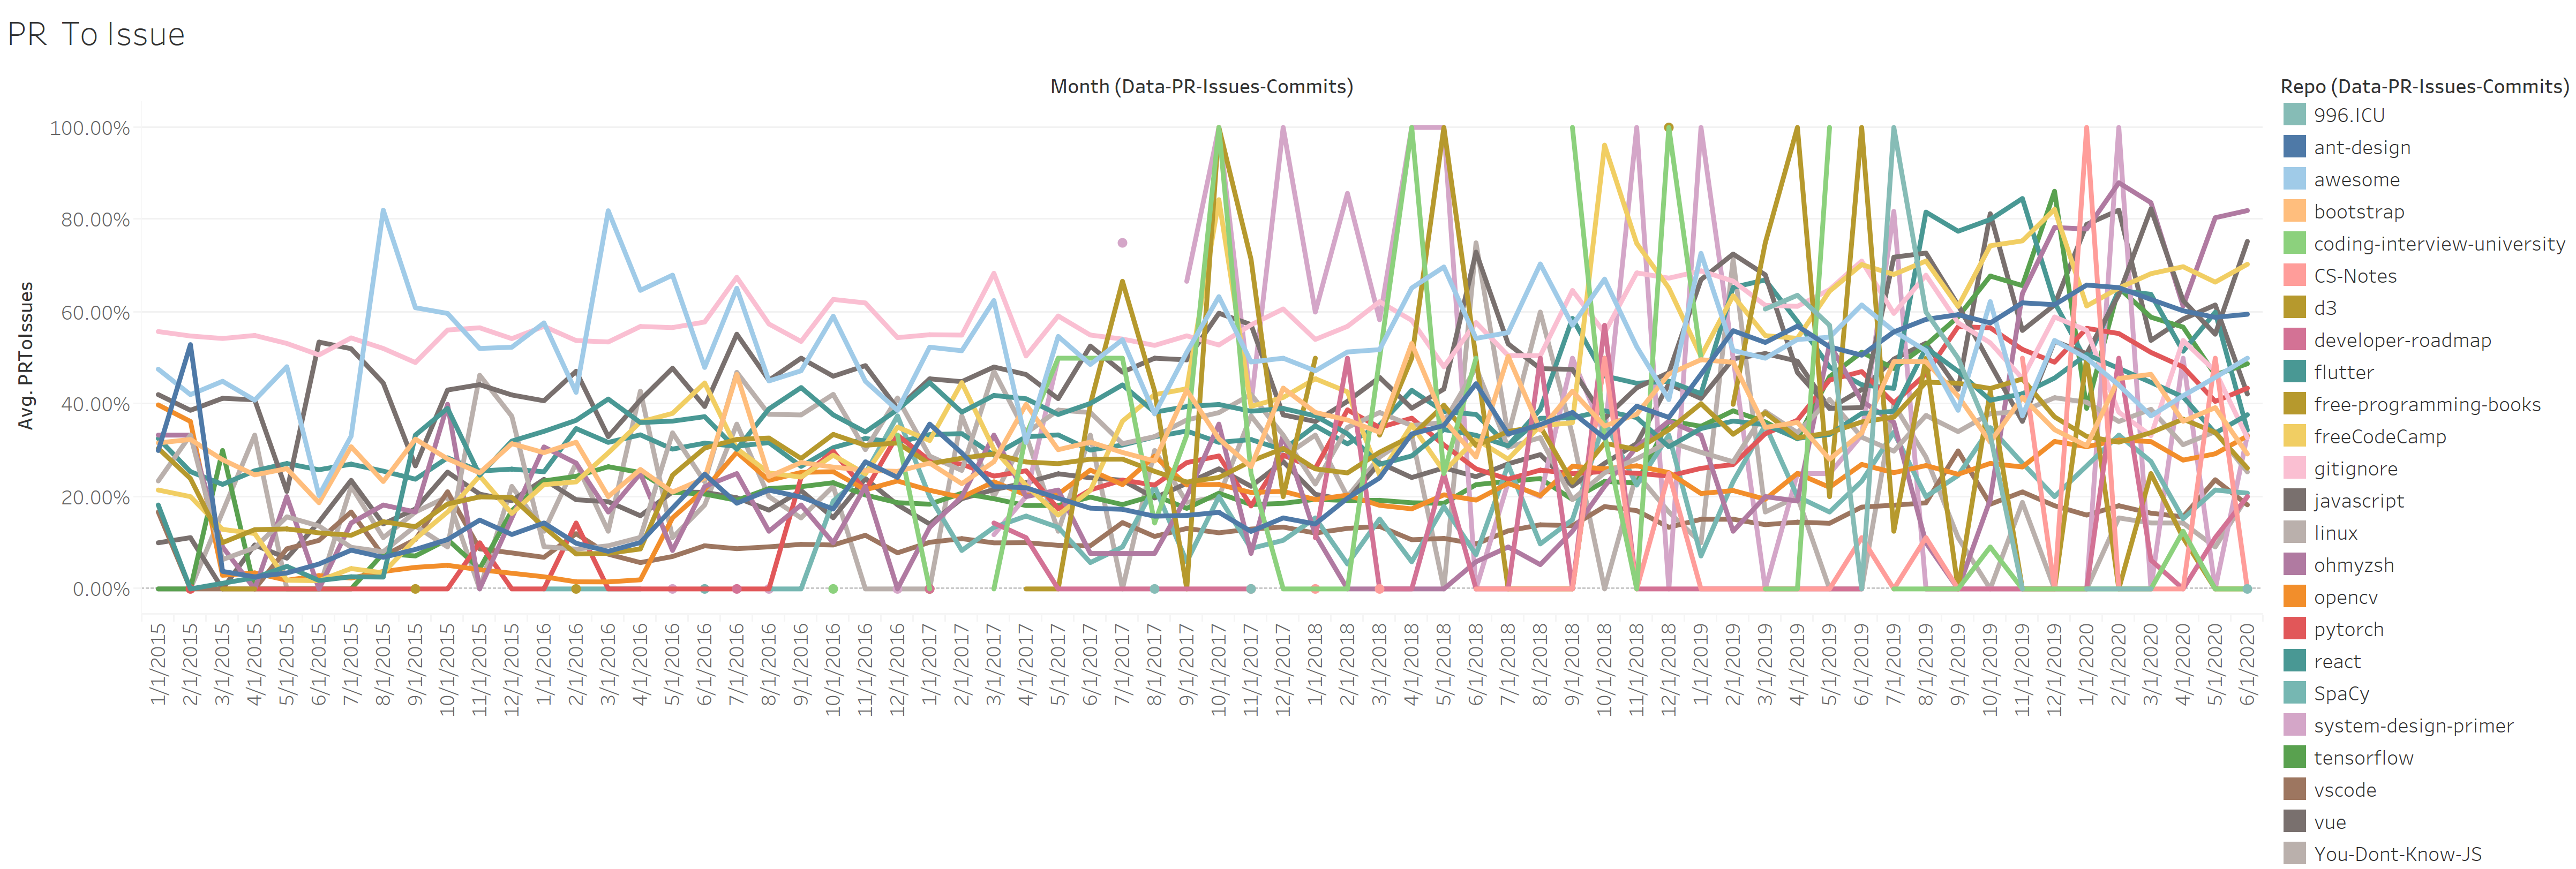 PR To Issue
Month (Data-PR-Issues-Commits)
Repo (Data-PR-Issues-Commits)
Avg. PRToIssues
100.00%
80.00%
60.00%
40.00%
20.00%
0.00%
1/1/2015
2/1/2015
3/1/2015
4/1/2015
5/1/2015
6/1/2015
7/1/2015
8/1/2015
9/1/2015
10/1/2015
11/1/2015
12/1/2015
1/1/2016
2/1/2016
3/1/2016
4/1/2016
5/1/2016
6/1/2016
7/1/2016
8/1/2016
9/1/2016
10/1/2016
11/1/2016
12/1/2016
1/1/2017
2/1/2017
3/1/2017
4/1/2017
5/1/2017
6/1/2017
7/1/2017
8/1/2017
9/1/2017
10/1/2017
11/1/2017
12/1/2017
1/1/2018
2/1/2018
3/1/2018
4/1/2018
5/1/2018
6/1/2018
7/1/2018
8/1/2018
9/1/2018
10/1/2018
11/1/2018
12/1/2018
1/1/2019
2/1/2019
3/1/2019
4/1/2019
5/1/2019
6/1/2019
7/1/2019
8/1/2019
9/1/2019
10/1/2019
11/1/2019
12/1/2019
1/1/2020
2/1/2020
3/1/2020
4/1/2020
5/1/2020
6/1/2020
996.ICU
ant-design
awesome
bootstrap
coding-interview-university
CS-Notes
d3
developer-roadmap
flutter
free-programming-books
freeCodeCamp
gitignore
javascript
linux
ohmyzsh
opencv
pytorch
react
SpaCy
system-design-primer
tensorflow
vscode
vue
You-Dont-Know-JS